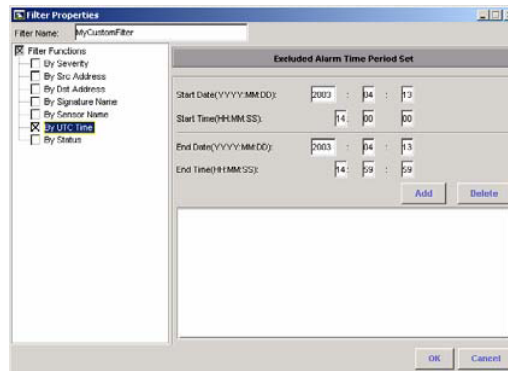 Filter Properties
Filter Name: MyCustomFilter
Filter Functions
By Severity
By Src Address
By Dst Address
By Signature Name
By Sensor Name
By UTC Time
By Status
Excluded Alarm Time Period Set
Start Date(YYYY:MM:DD): 2003 : 04 : 13
Start Time(HH:MM:SS): 14: 00 00
End Date(YYYY:MM:DD): 2003 : 04 : 13
End Time(HH:MM:SS): 14: 59 : 59
Add Delete
OK Cancel